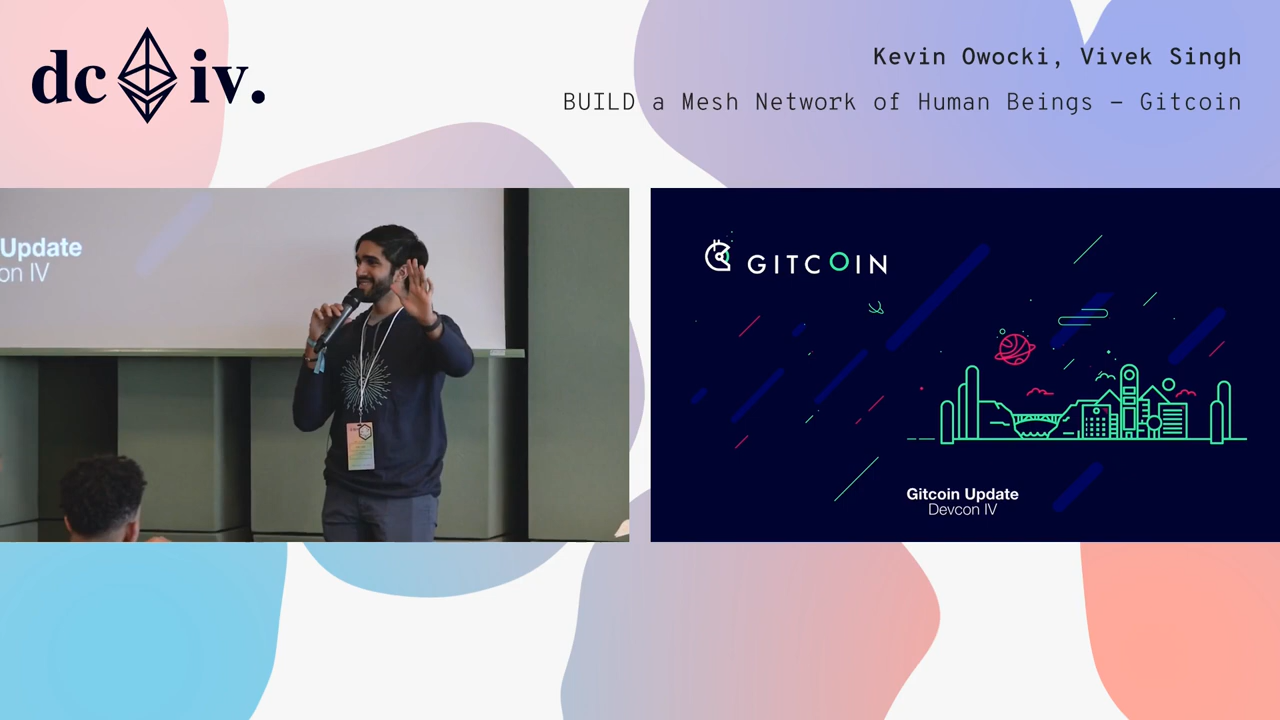 dc iv.
Kevin Owocki, Vivek Singh
BUILD a Mesh Network of Human Beings – Gitcoin
Update
on IV
GITCOIN
Gitcoin Update
Devcon IV